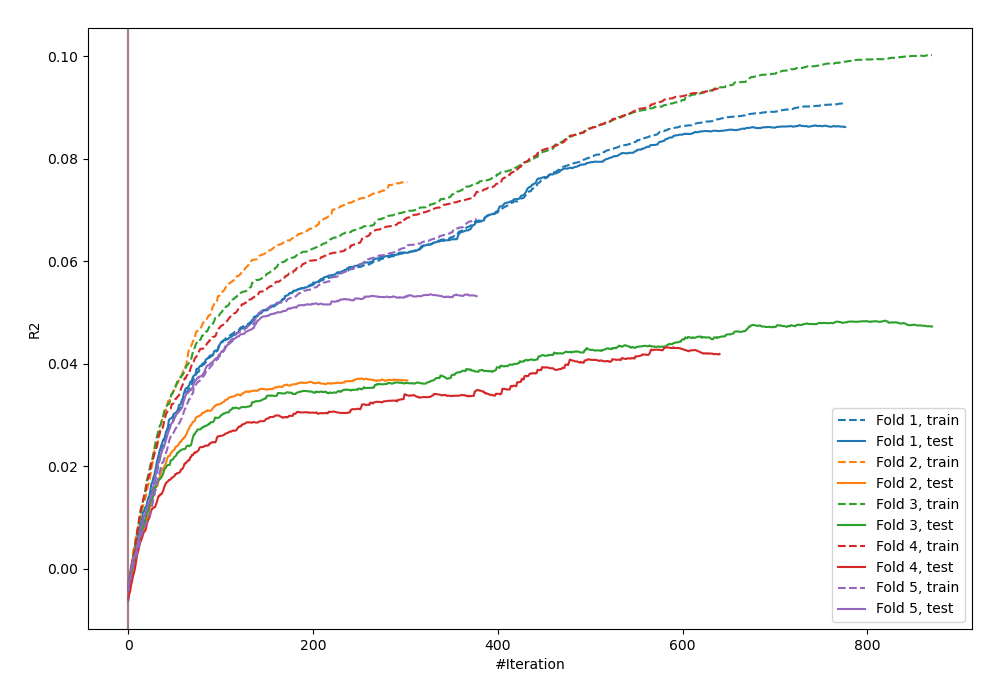 0.10
0.08
0.06
0.04
0.02
0.00
R2
0
200
400
600
800
#Iteration
Fold 1, train
Fold 1, test
Fold 2, train
Fold 2, test
Fold 3, train
Fold 3, test
Fold 4, train
Fold 4, test
Fold 5, train
Fold 5, test